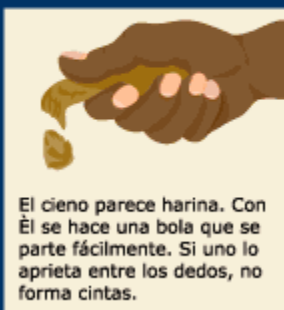 El cieno parece harina. Con
Èl se hace una bola que se
parte fácilmente. Si uno lo
aprieta entre los dedos, no
forma cintas.